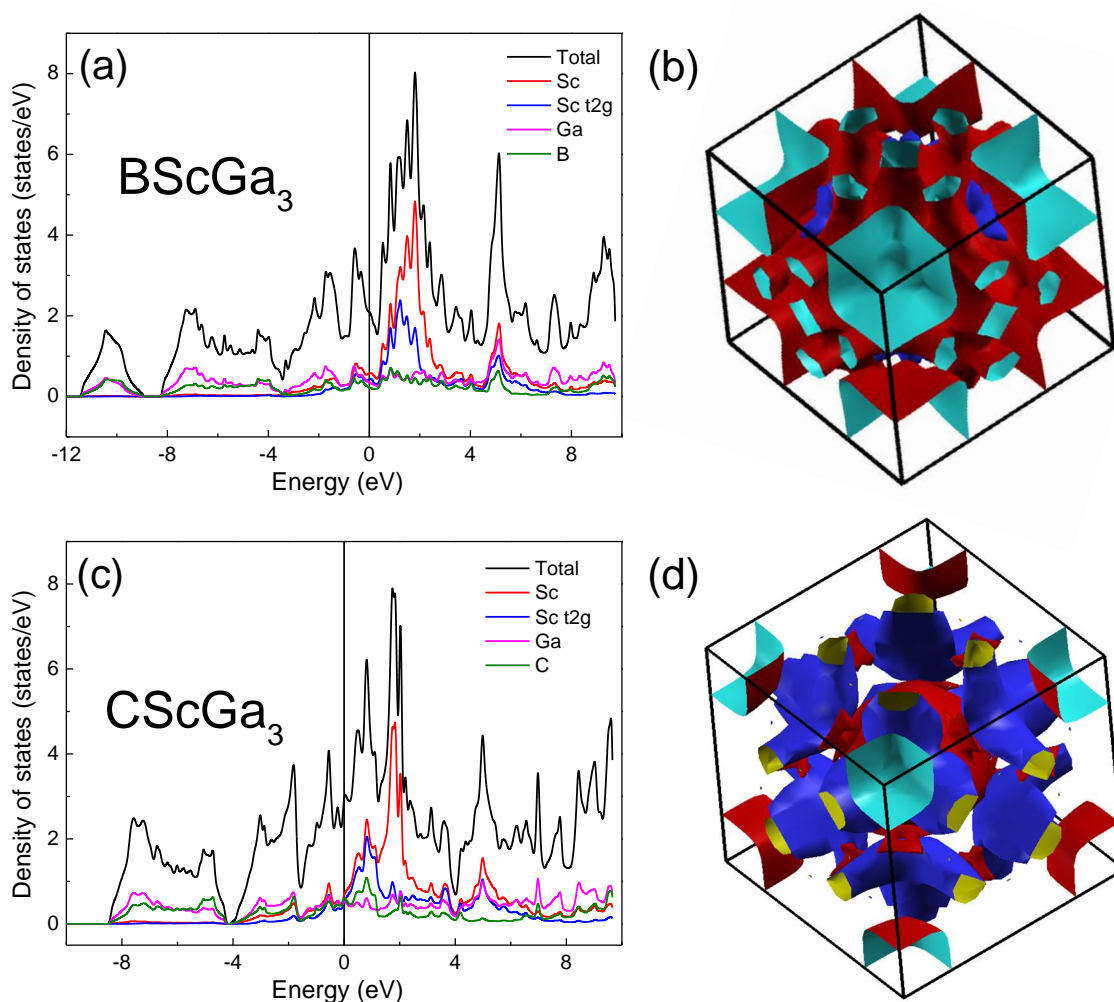 (a)
Total
Sc
Sc t2g
Ga
B
BScGa3
Density of states (states/eV)
8
6
4
2
0
-12 -8 -4 0 4 8
Energy (eV)
(b)
(c)
Total
Sc
Sc t2g
Ga
C
CScGa3
Density of states (states/eV)
8
6
4
2
0
-8 -4 0 4 8
Energy (eV)
(d)